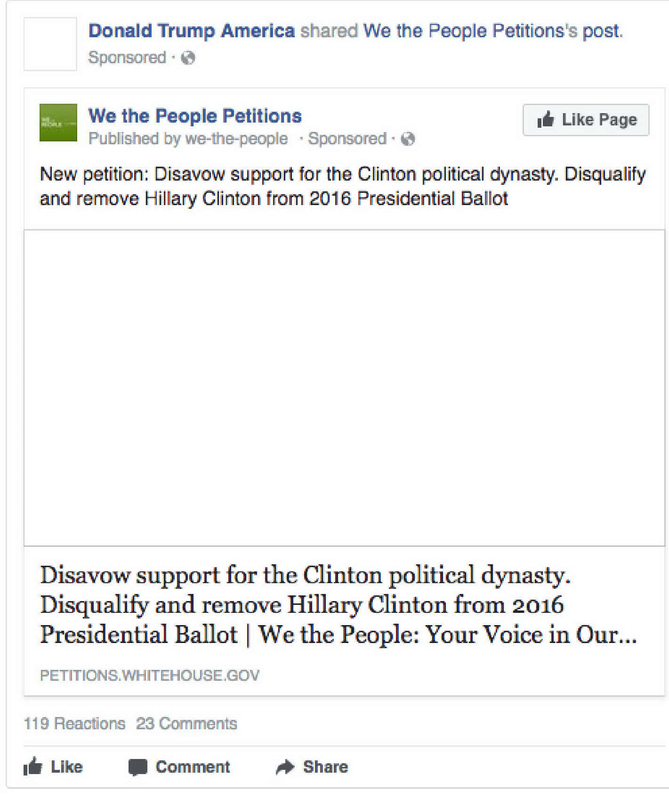 Donald Trump America shared We the People Petitions's post.
Sponsored ·
We the People Petitions
Published by we-the-people · Sponsored ·
Like Page
New petition: Disavow support for the Clinton political dynasty. Disqualify
and remove Hillary Clinton from 2016 Presidential Ballot
Disavow support for the Clinton political dynasty.
Disqualify and remove Hillary Clinton from 2016
Presidential Ballot | We the People: Your Voice in Our...
PETITIONS.WHITEHOUSE.GOV
119 Reactions 23 Comments
Like Comment Share